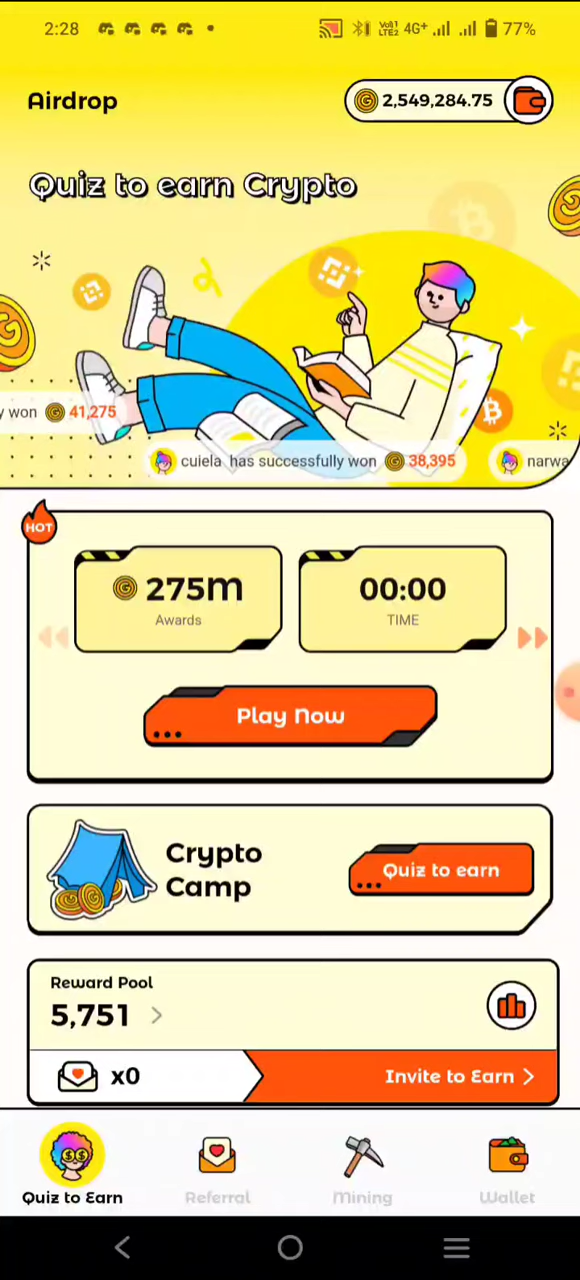 2:28 4G+ 77%
Airdrop
2,549,284.75
Quiz to earn Crypto
won 41,275
cuiela has successfully won 38,395
narwa
HOT
275m
Awards
00:00
TIME
Play Now
Crypto
Camp
Quiz to earn
Reward Pool
5,751 >
x0
Invite to Earn >
Quiz to Earn
Referral
Mining
Wallet